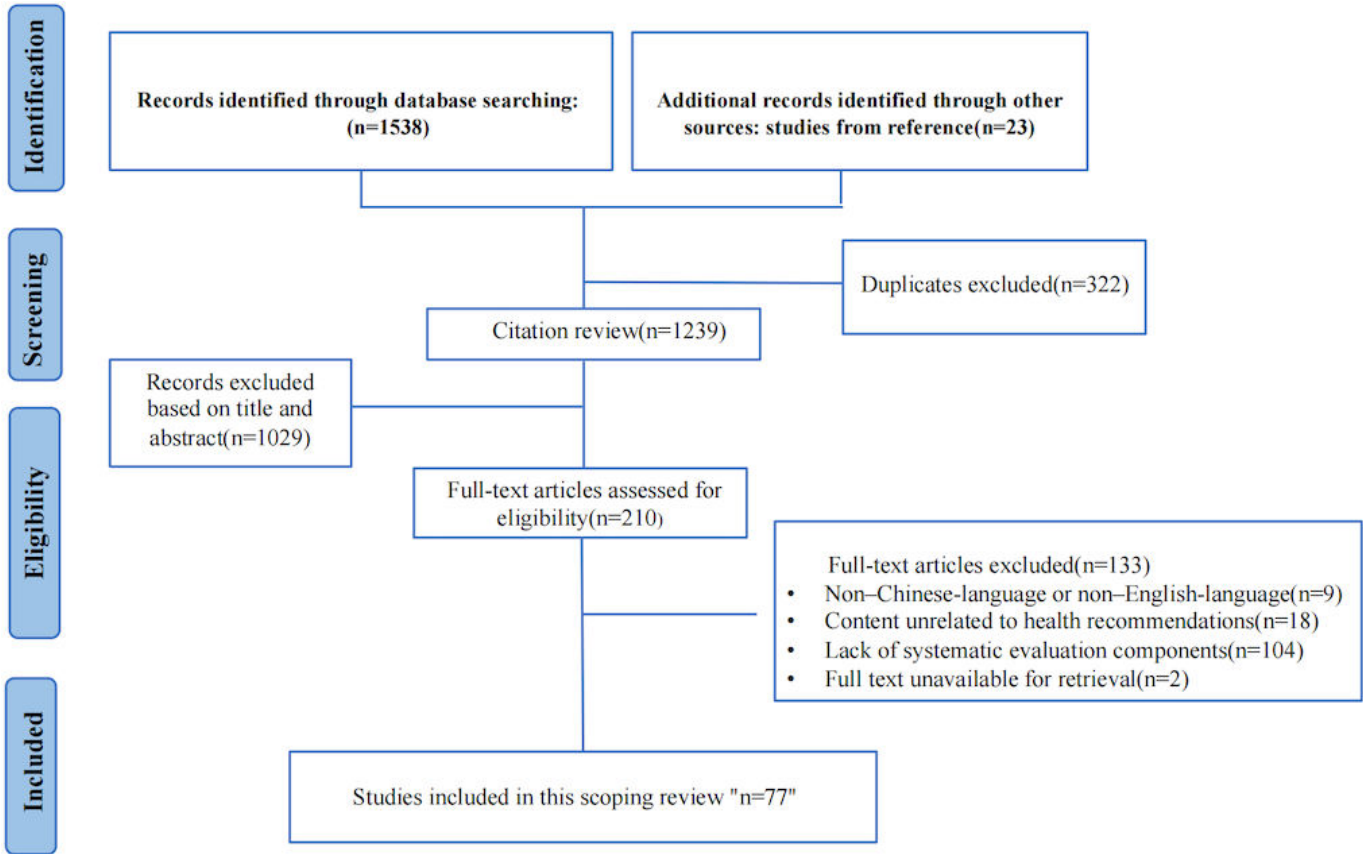 Identification
Records identified through database searching:
(n=1538)
Additional records identified through other
sources: studies from reference(n=23)
Screening
Duplicates excluded(n=322)
Citation review(n=1239)
Records excluded
based on title and
abstract(n=1029)
Eligibility
Full-text articles assessed for
eligibility(n=210)
Full-text articles excluded(n=133)
• Non–Chinese-language or non–English-language(n=9)
• Content unrelated to health recommendations(n=18)
• Lack of systematic evaluation components(n=104)
• Full text unavailable for retrieval(n=2)
Included
Studies included in this scoping review "n=77"